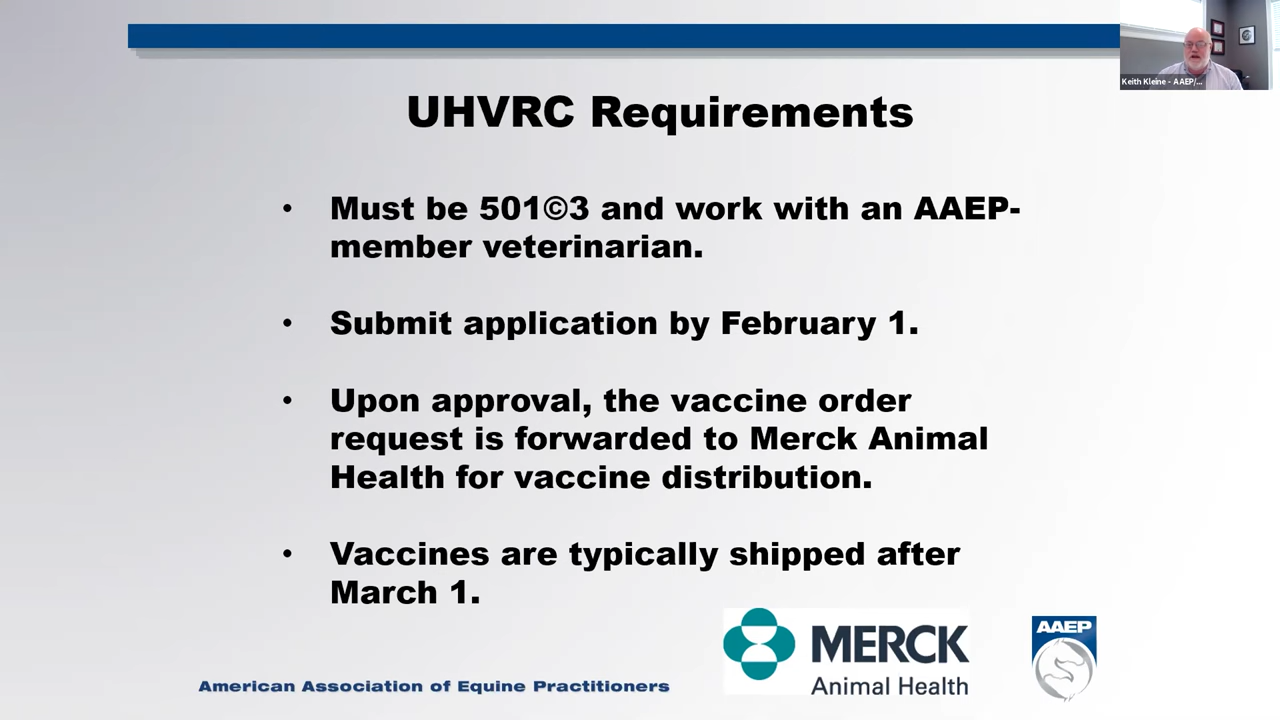 Keith Kleine - AAEP/...
UHVRC Requirements
• Must be 501©3 and work with an AAEP-
member veterinarian.
• Submit application by February 1.
• Upon approval, the vaccine order
request is forwarded to Merck Animal
Health for vaccine distribution.
• Vaccines are typically shipped after
March 1.
MERCK
Animal Health
AAEP
American Association of Equine Practitioners